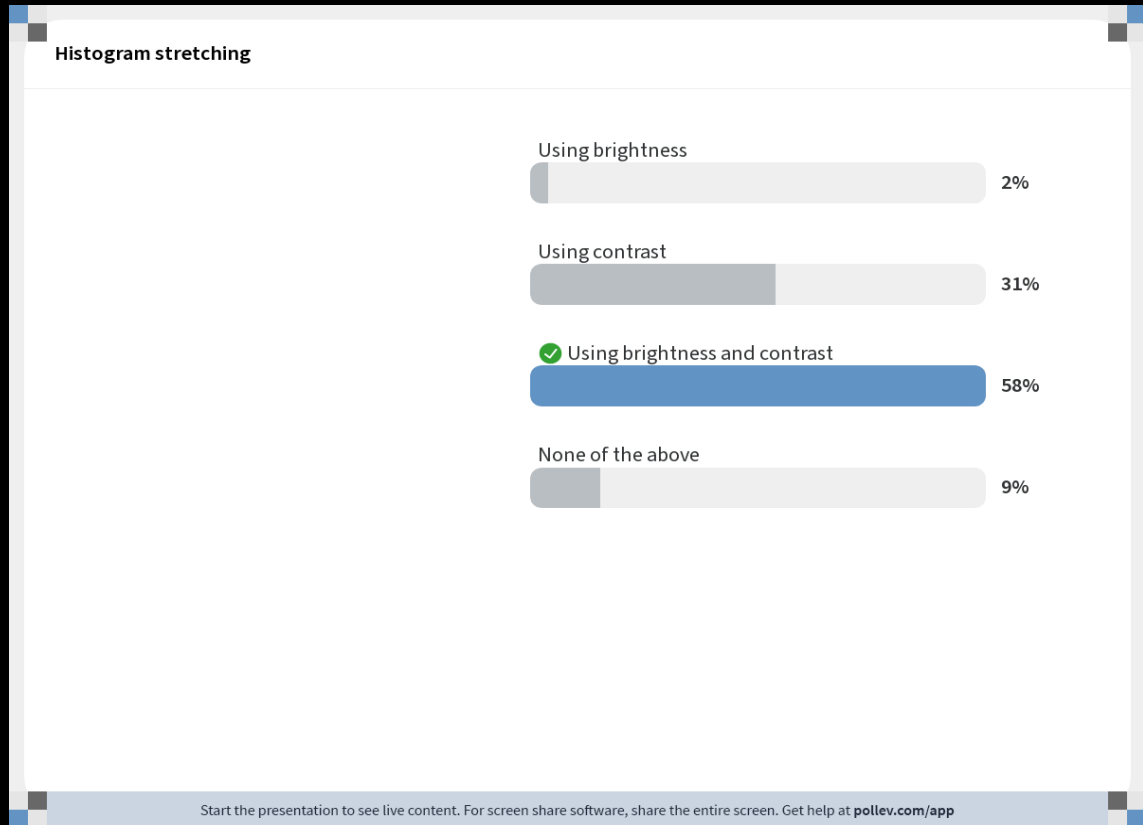 Histogram stretching
Using brightness
2%
Using contrast
31%
Using brightness and contrast
58%
None of the above
9%
Start the presentation to see live content. For screen share software, share the entire screen. Get help at pollev.com/app